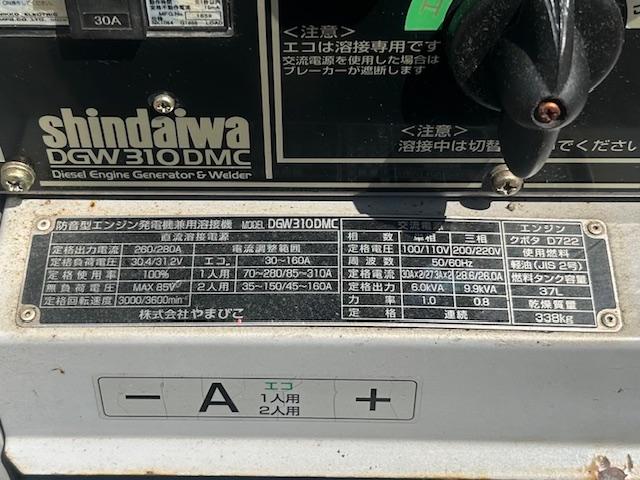 30A
<注意>
エコは溶接専用です
交流電源を使用した場合は
ブレーカーが遮断します
shindaiwa
DGW310DMC
Diesel Engine Generator & Welder
<注意>
溶接中は切替
でください
防音型エンジン発電機兼用溶接機 MODEL DGW310DMC
直流溶接電源
定格出力電流 260/280A 電流調整範囲
定格負荷電圧 30.4/31.2V エコ。 30~160A
定格使用率 100% 1人用 70~280/85~310A
無負荷電圧 MAX 85V 2人用 35~150/45~160A
定格回転速度 3000/3600min⁻¹
株式会社 やまびこ
交流電源
相数 単相 三相
定格電圧 100/110V 200/220V
周波数 50/60Hz
定格電流 30A×2/27.3A×2 28.6/26.0A
定格出力 6.0kVA 9.9kVA
力率 1.0 0.8
定格 連続
エンジン
クボタ D722
使用燃料
軽油(JIS 2号)
燃料タンク容量
37L
乾燥質量
338kg
- A エコ +
1人用
2人用